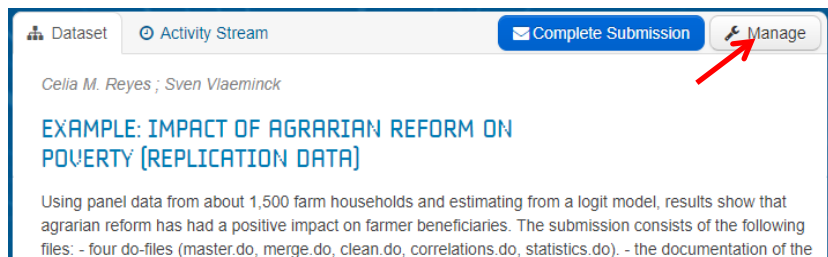 Dataset Activity Stream Complete Submission Manage
Celia M. Reyes ; Sven Vlaeminck
EXAMPLE: IMPACT OF AGRARIAN REFORM ON
POVERTY (REPLICATION DATA)
Using panel data from about 1,500 farm households and estimating from a logit model, results show that
agrarian reform has had a positive impact on farmer beneficiaries. The submission consists of the following
files: - four do-files (master.do, merge.do, clean.do, correlations.do, statistics.do). - the documentation of the